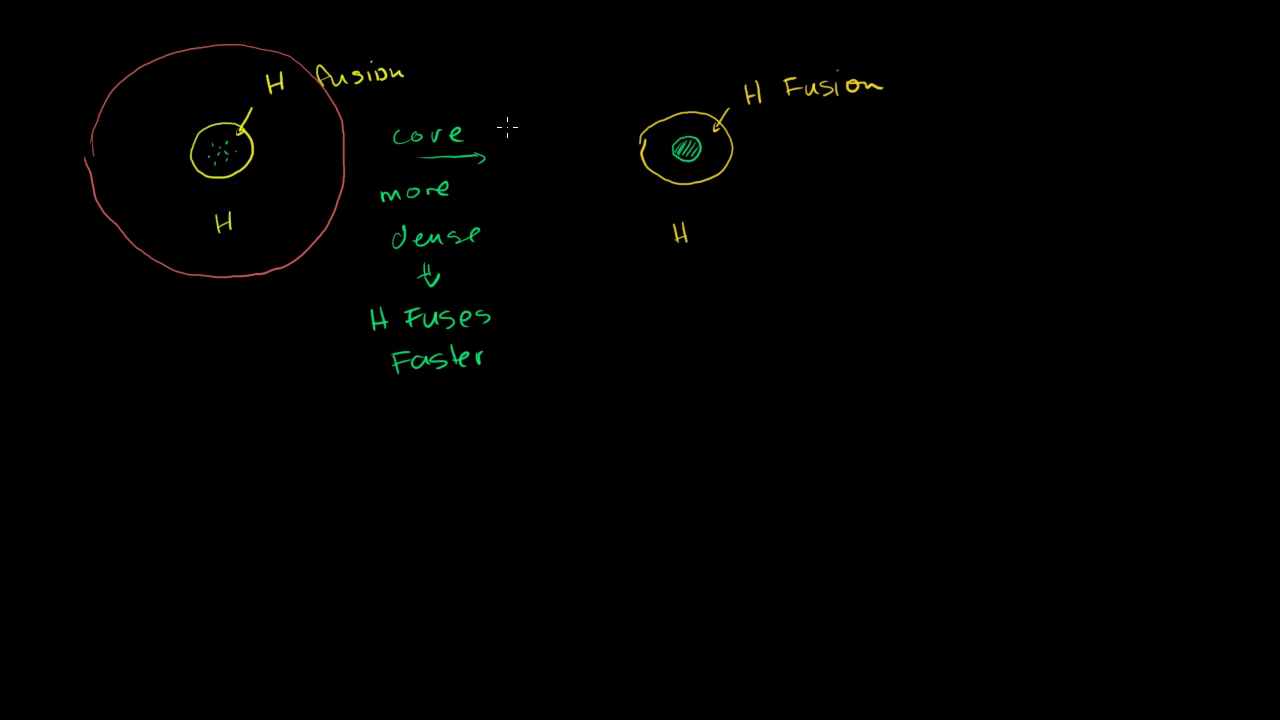 H fusion
H
core
more
dense
H Fuses
Faster
H Fusion
H